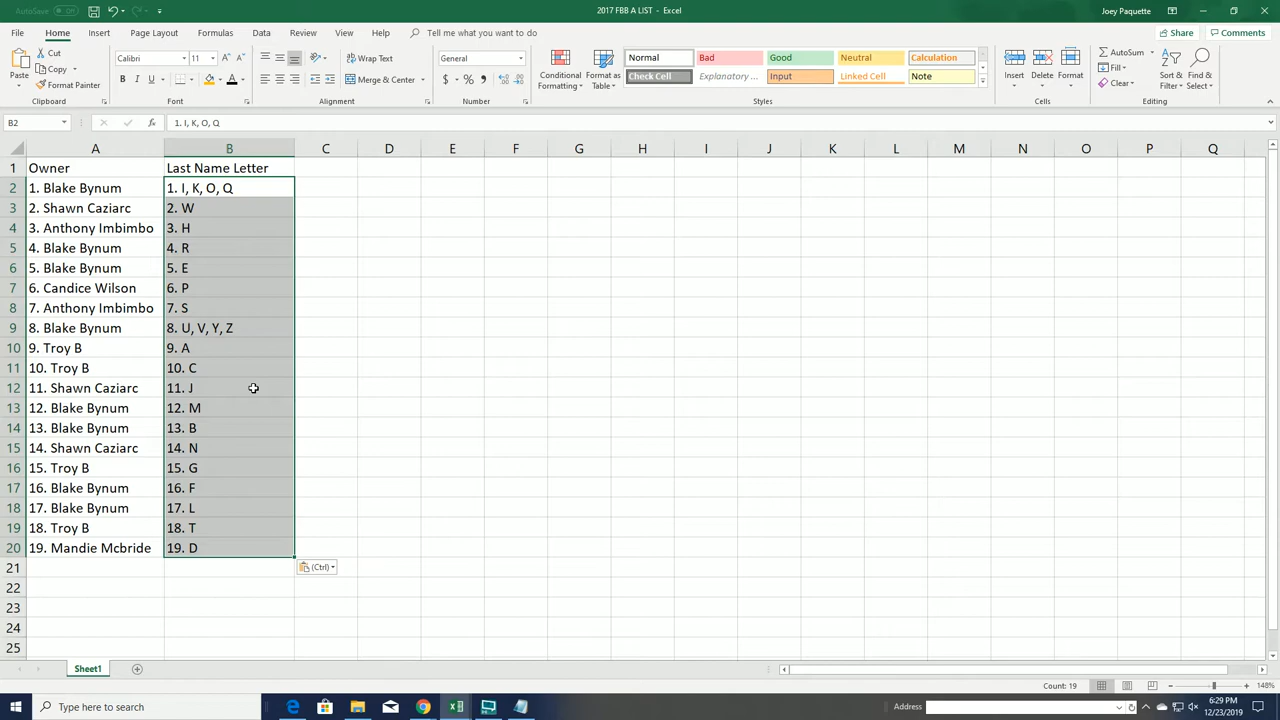 AutoSave Off
2017 FBB A LIST - Excel
Joey Paquette
File Home Insert Page Layout Formulas Data Review View Help Tell me what you want to do
Share Comments
Paste Cut Copy Format Painter Clipboard
Calibri 11 B I U A Font
Wrap Text Merge & Center Alignment
General $ % , Number
Conditional Formatting Format as Table
Normal Bad Good Neutral Calculation
Check Cell Explanatory ... Input Linked Cell Note
Styles
Insert Delete Format Cells
AutoSum Fill Clear Sort & Filter Find & Select Editing
B2 fx 1. I, K, O, Q
A B C D E F G H I J K L M N O P Q
1 Owner Last Name Letter
2 1. Blake Bynum 1. I, K, O, Q
3 2. Shawn Caziarc 2. W
4 3. Anthony Imbimbo 3. H
5 4. Blake Bynum 4. R
6 5. Blake Bynum 5. E
7 6. Candice Wilson 6. P
8 7. Anthony Imbimbo 7. S
9 8. Blake Bynum 8. U, V, Y, Z
10 9. Troy B 9. A
11 10. Troy B 10. C
12 11. Shawn Caziarc 11. J
13 12. Blake Bynum 12. M
14 13. Blake Bynum 13. B
15 14. Shawn Caziarc 14. N
16 15. Troy B 15. G
17 16. Blake Bynum 16. F
18 17. Blake Bynum 17. L
19 18. Troy B 18. T
20 19. Mandie Mcbride 19. D
21 (Ctrl)
22
23
24
25
Sheet1
Count: 19 148%
Type here to search
Address
6:29 PM
12/23/2019